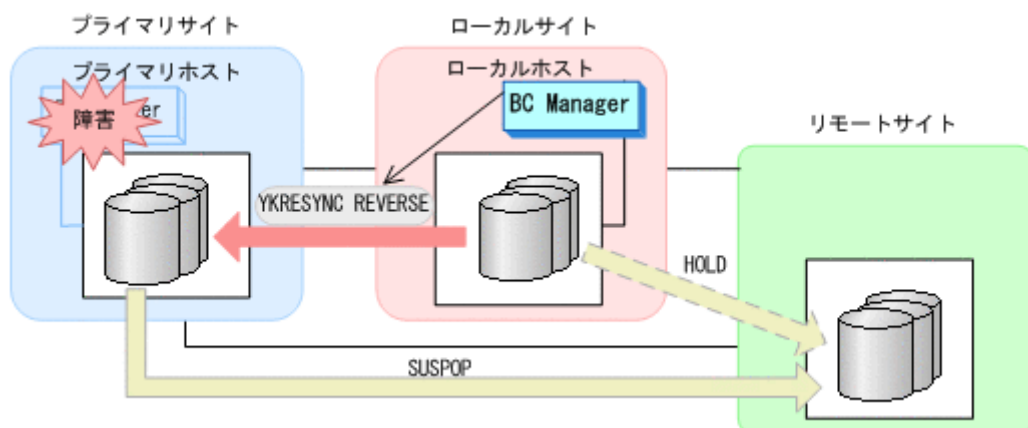 プライマリサイト
ローカルサイト
プライマリホスト
ローカルホスト
BC Manager
er
障害
リモートサイト
YKRESYNC REVERSE
HOLD
SUSPOP